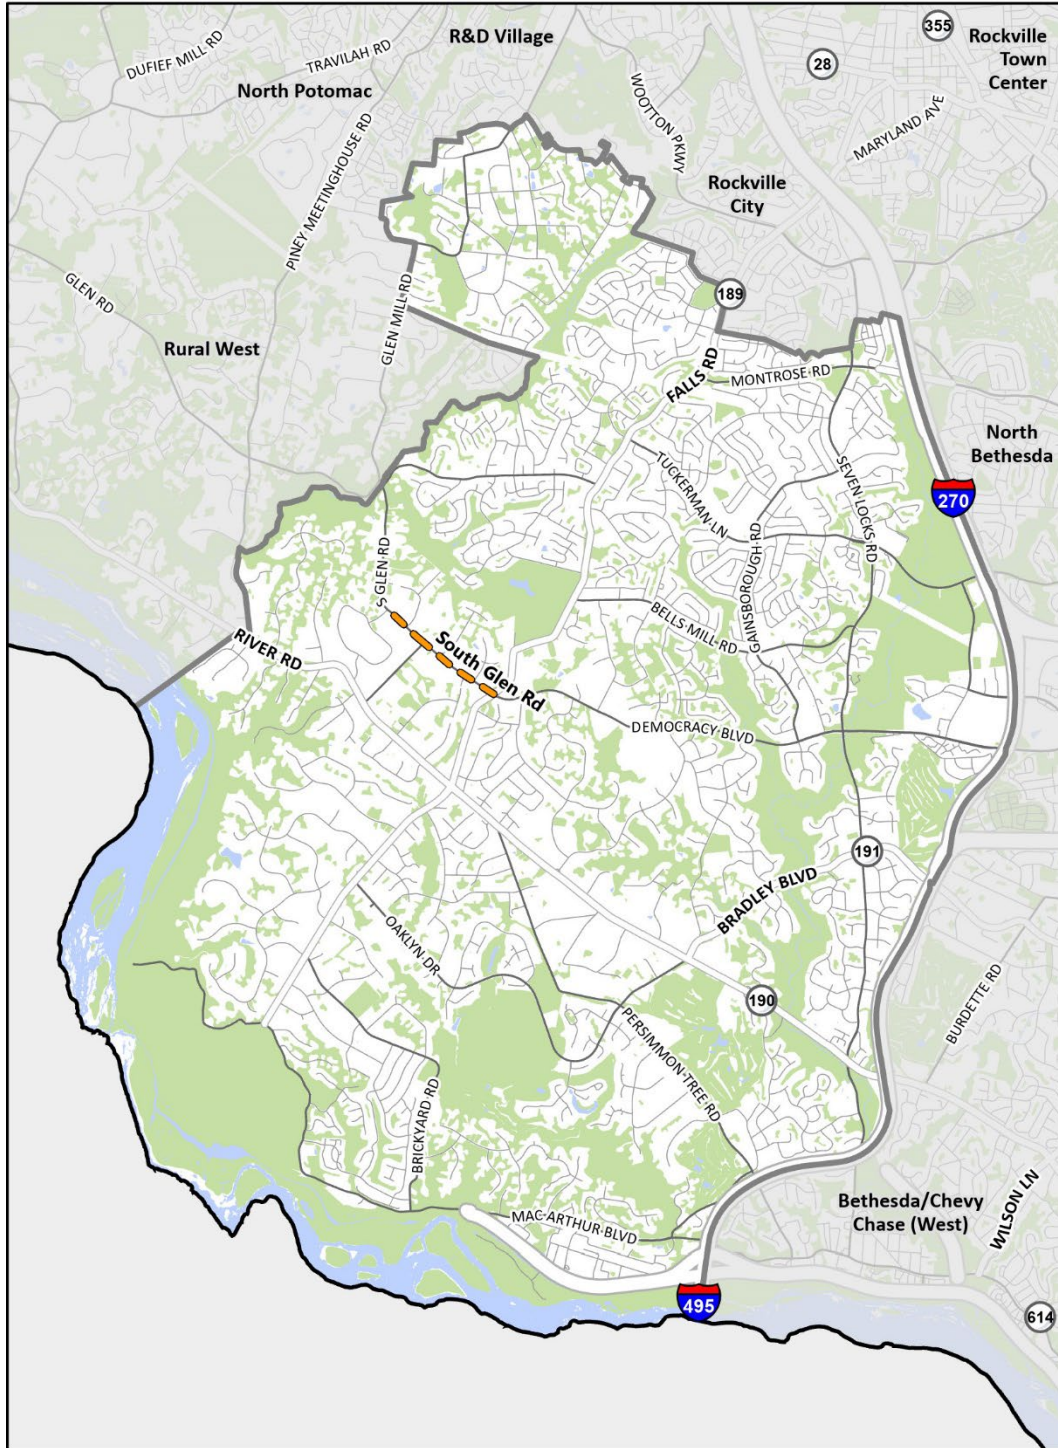 355
R&D Village
Rockville
Town
Center
DUFIEF MILL RD
TRAVILAH RD
28
North Potomac
WOOTTON PKWY
MARYLAND AVE
PINEY MEETINGHOUSE RD
Rockville
City
GLEN RD
GLEN MILL RD
189
Rural West
FALLS RD
MONTROSE RD
North
Bethesda
TUCKERMAN LN
SEVEN LOCKS RD
270
GAINSBOROUGH RD
S GLEN RD
BELLS MILL RD
RIVER RD
South Glen Rd
DEMOCRACY BLVD
191
BRADLEY BLVD
OAKLYN DR
190
BURDETTE RD
PERSIMMON TREE RD
BRICKYARD RD
Bethesda/Chevy
Chase (West)
WILSON LN
MAC ARTHUR BLVD
495
614